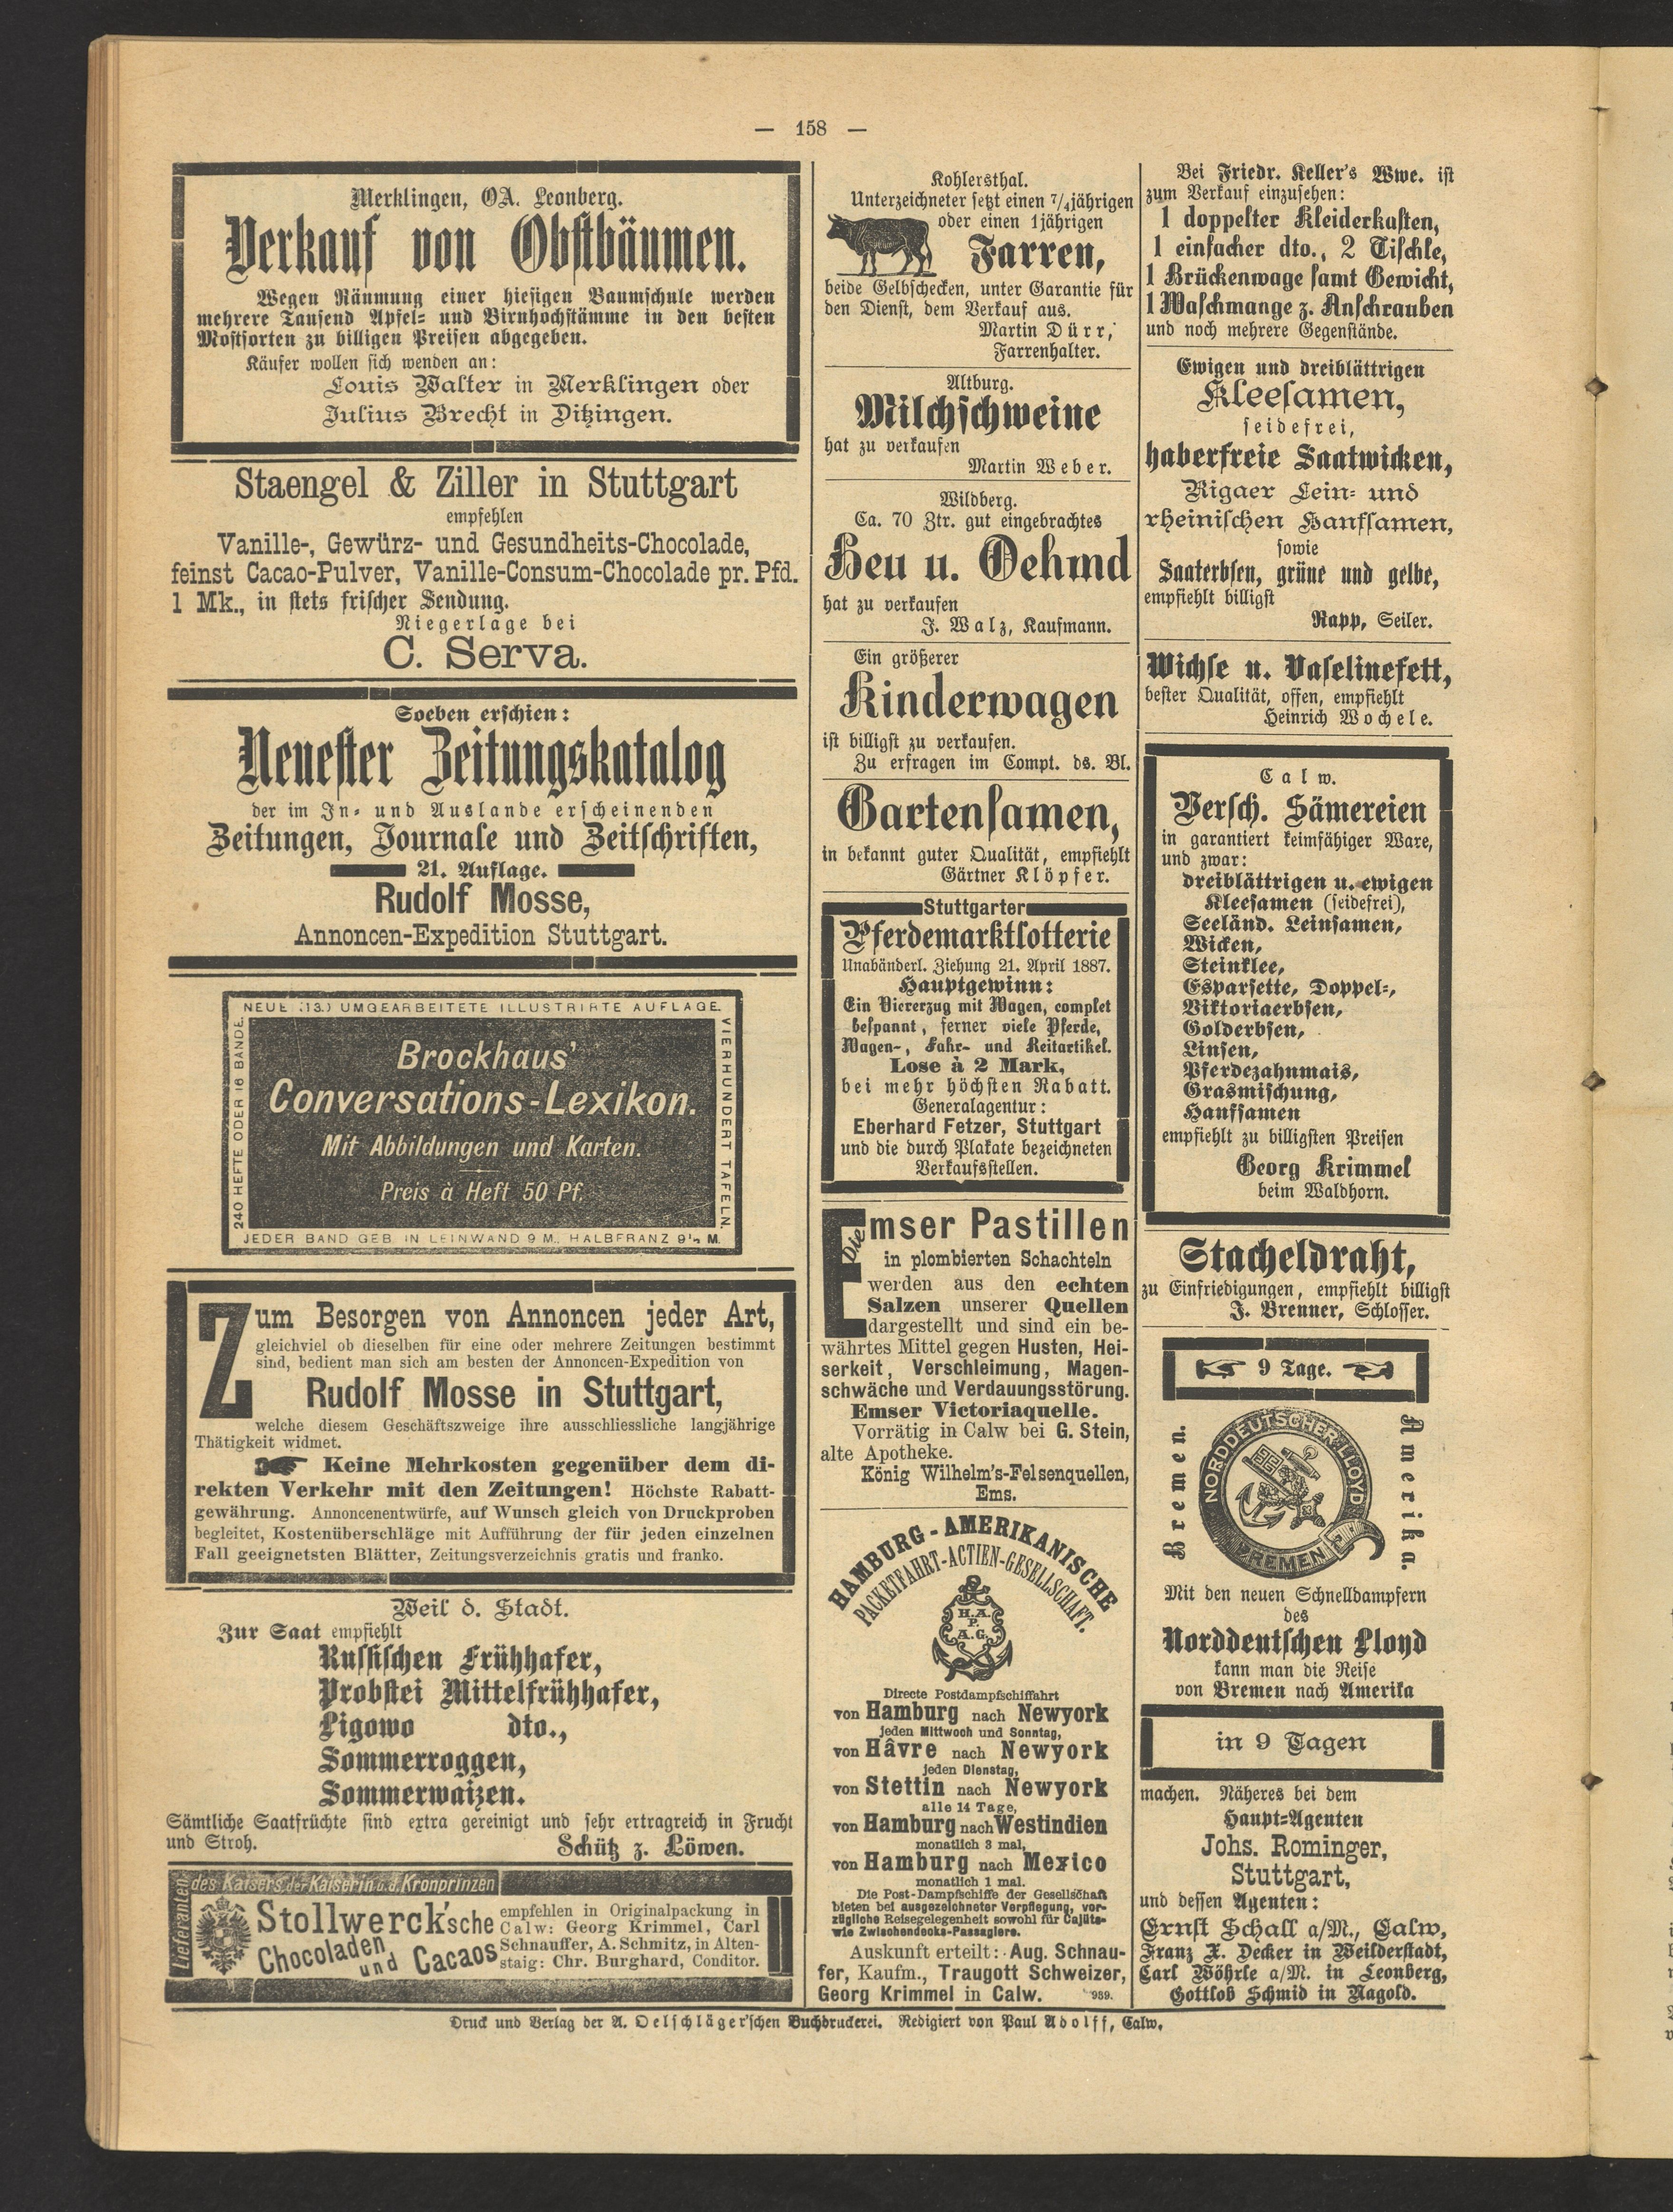 — 158 —
Merklingen, OA. Leonberg.
Verkauf von Obstbäumen.
Wegen Räumung einer hiesigen Baumschule werden
mehrere Tausend Apfel- und Birnhochstämme in den besten
Mostsorten zu billigen Preisen abgegeben.
Käufer wollen sich wenden an:
Louis Walter in Merklingen oder
Julius Brecht in Ditzingen.
Staengel & Ziller in Stuttgart
empfehlen
Vanille-, Gewürz- und Gesundheits-Chocolade,
feinst Cacao-Pulver, Vanille-Consum-Chocolade pr. Pfd.
1 Mk., in stets frischer Sendung.
Niegerlage bei
C. Serva.
Soeben erschien:
Neuester Zeitungskatalog
der im In- und Auslande erscheinenden
Zeitungen, Journale und Zeitschriften,
21. Auflage.
Rudolf Mosse,
Annoncen-Expedition Stuttgart.
NEUE (13.) UMGEARBEITETE ILLUSTRIRTE AUFLAGE.
240 HEFTE ODER 16 BÄNDE.
Brockhaus'
Conversations-Lexikon.
Mit Abbildungen und Karten.
Preis à Heft 50 Pf.
VIERHUNDERT TAFELN.
JEDER BAND GEB. IN LEINWAND 9 M., HALBFRANZ 9½ M.
Zum Besorgen von Annoncen jeder Art,
gleichviel ob dieselben für eine oder mehrere Zeitungen bestimmt
sind, bedient man sich am besten der Annoncen-Expedition von
Rudolf Mosse in Stuttgart,
welche diesem Geschäftszweige ihre ausschliessliche langjährige
Thätigkeit widmet.
Keine Mehrkosten gegenüber dem di-
rekten Verkehr mit den Zeitungen! Höchste Rabatt-
gewährung. Annoncenentwürfe, auf Wunsch gleich von Druckproben
begleitet, Kostenüberschläge mit Aufführung der für jeden einzelnen
Fall geeignetsten Blätter, Zeitungsverzeichnis gratis und franko.
Weil d. Stadt.
Zur Saat empfiehlt
Russischen Frühhafer,
Probstei Mittelfrühhafer,
Ligowo dto.,
Sommerroggen,
Sommerwaizen.
Sämtliche Saatfrüchte sind extra gereinigt und sehr ertragreich in Frucht
und Stroh. Schütz z. Löwen.
Lieferanten
des Kaisers, der Kaiserin u. d. Kronprinzen
Stollwerck'sche
Chocoladen und Cacaos
empfehlen in Originalpackung in
Calw: Georg Krimmel, Carl
Schnauffer, A. Schmitz, in Alten-
staig: Chr. Burghard, Conditor.
Kohlersthal.
Unterzeichneter setzt einen 7/4jährigen
oder einen 1jährigen
Farren,
beide Gelbschecken, unter Garantie für
den Dienst, dem Verkauf aus.
Martin Dürr,
Farrenhalter.
Altburg.
Milchschweine
hat zu verkaufen
Martin Weber.
Wildberg.
Ca. 70 Ztr. gut eingebrachtes
Heu u. Oehmd
hat zu verkaufen
J. Walz, Kaufmann.
Ein größerer
Kinderwagen
ist billigst zu verkaufen.
Zu erfragen im Compt. ds. Bl.
Gartensamen,
in bekannt guter Qualität, empfiehlt
Gärtner Klöpfer.
Stuttgarter
Pferdemarktlotterie
Unabänderl. Ziehung 21. April 1887.
Hauptgewinn:
Ein Viererzug mit Wagen, complet
bespannt, ferner viele Pferde,
Wagen-, Fahr- und Reitartikel.
Lose à 2 Mark,
bei mehr höchsten Rabatt.
Generalagentur:
Eberhard Fetzer, Stuttgart
und die durch Plakate bezeichneten
Verkaufsstellen.
Die Emser Pastillen
in plombierten Schachteln
werden aus den echten
Salzen unserer Quellen
dargestellt und sind ein be-
währtes Mittel gegen Husten, Hei-
serkeit, Verschleimung, Magen-
schwäche und Verdauungsstörung.
Emser Victoriaquelle.
Vorrätig in Calw bei G. Stein,
alte Apotheke.
König Wilhelm's-Felsenquellen,
Ems.
HAMBURG-AMERIKANISCHE
PACKETFAHRT-ACTIEN-GESELLSCHAFT.
H.A.
P.
A.G.
Directe Postdampfschiffahrt
von Hamburg nach Newyork
jeden Mittwoch und Sonntag,
von Hâvre nach Newyork
jeden Dienstag,
von Stettin nach Newyork
alle 14 Tage,
von Hamburg nach Westindien
monatlich 3 mal,
von Hamburg nach Mexico
monatlich 1 mal.
Die Post-Dampfschiffe der Gesellschaft
bieten bei ausgezeichneter Verpflegung, vor-
zügliche Reisegelegenheit sowohl für Cajüts-
wie Zwischendecks-Passagiere.
Auskunft erteilt: Aug. Schnau-
fer, Kaufm., Traugott Schweizer,
Georg Krimmel in Calw. 989.
Bei Friedr. Keller's Wwe. ist
zum Verkauf einzusehen:
1 doppelter Kleiderkasten,
1 einfacher dto., 2 Tischle,
1 Brückenwage samt Gewicht,
1 Waschmange z. Anschrauben
und noch mehrere Gegenstände.
Ewigen und dreiblättrigen
Kleesamen,
seidefrei,
haberfreie Saatwicken,
Rigaer Lein- und
rheinischen Hanfsamen,
sowie
Saaterbsen, grüne und gelbe,
empfiehlt billigst
Rapp, Seiler.
Wichse u. Vaselinefett,
bester Qualität, offen, empfiehlt
Heinrich Wochele.
Calw.
Versch. Sämereien
in garantiert keimfähiger Ware,
und zwar:
dreiblättrigen u. ewigen
Kleesamen (seidefrei),
Seeländ. Leinsamen,
Wicken,
Steinklee,
Esparsette, Doppel-,
Viktoriaerbsen,
Golderbsen,
Linsen,
Pferdezahnmais,
Grasmischung,
Hanfsamen
empfiehlt zu billigsten Preisen
Georg Krimmel
beim Waldhorn.
Stacheldraht,
zu Einfriedigungen, empfiehlt billigst
J. Brenner, Schlosser.
9 Tage.
Bremen.
NORDDEUTSCHER-LLOYD
BREMEN
Amerika.
Mit den neuen Schnelldampfern
des
Norddeutschen Lloyd
kann man die Reise
von Bremen nach Amerika
in 9 Tagen
machen. Näheres bei dem
Haupt-Agenten
Johs. Rominger,
Stuttgart,
und dessen Agenten:
Ernst Schall a/M., Calw,
Franz X. Decker in Weilderstadt,
Carl Wöhrle a/M. in Leonberg,
Gottlob Schmid in Nagold.
Druck und Verlag der A. Oelschläger'schen Buchdruckerei. Redigiert von Paul Adolff, Calw.